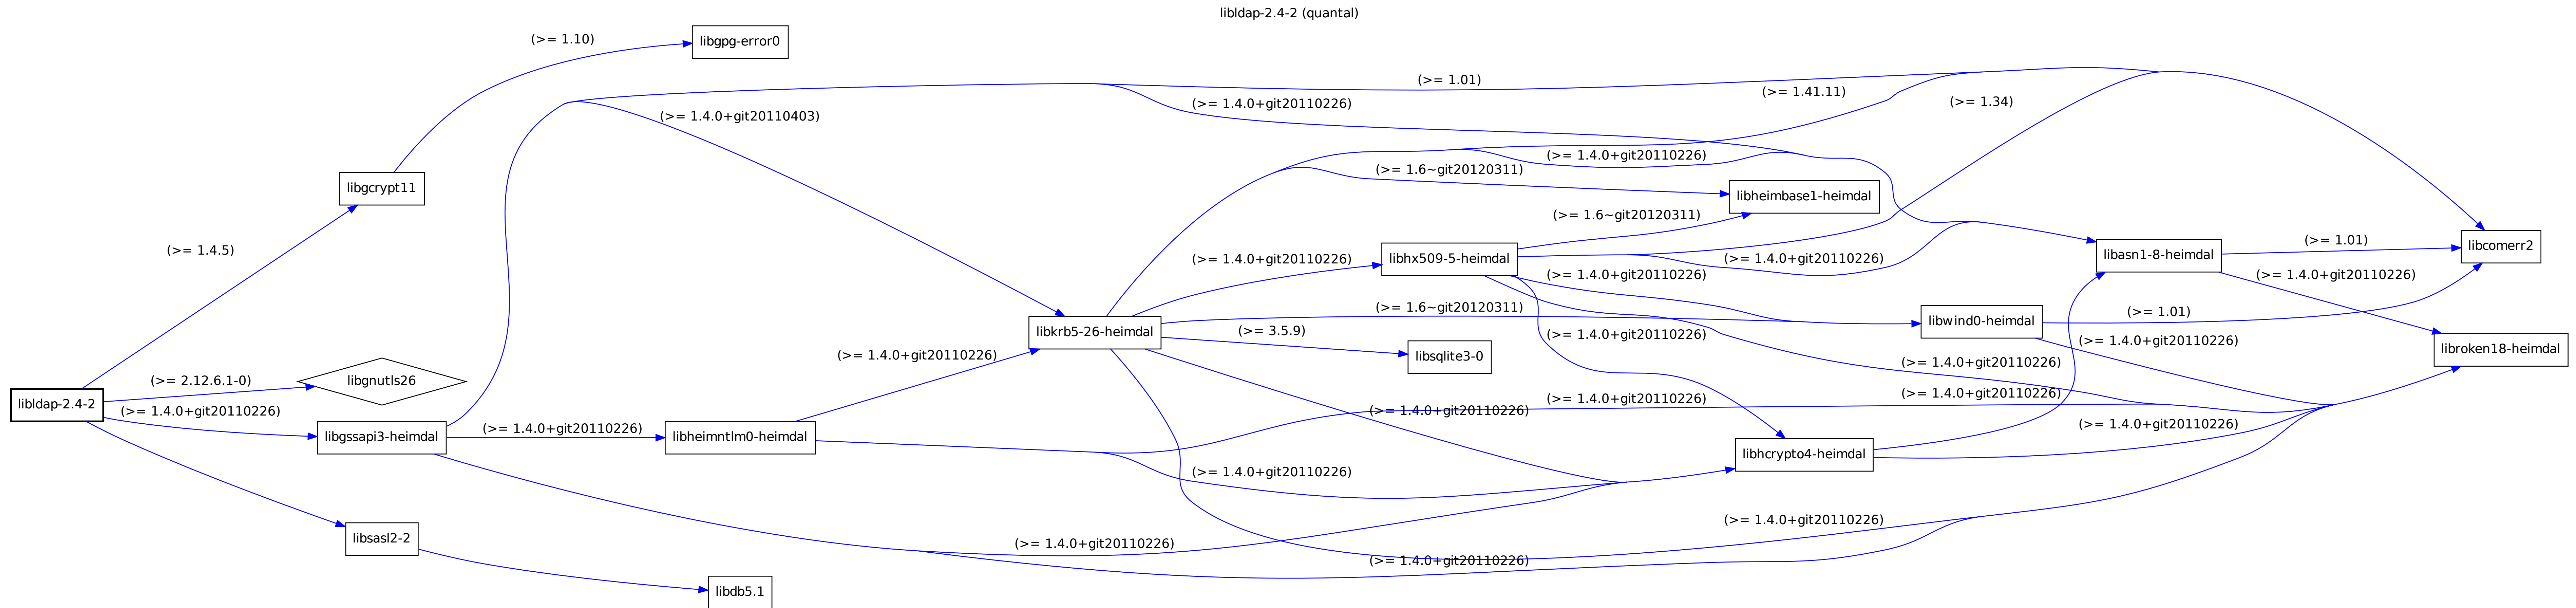 libldap-2.4-2 (quantal)
(>= 1.10)
libgpg-error0
(>= 1.01)
(>= 1.41.11)
(>= 1.34)
(>= 1.4.0+git20110226)
(>= 1.4.0+git20110403)
(>= 1.4.0+git20110226)
(>= 1.6~git20120311)
libgcrypt11
libheimbase1-heimdal
(>= 1.6~git20120311)
(>= 1.4.5)
libcomerr2
(>= 1.01)
(>= 1.4.0+git20110226)
libhx509-5-heimdal
(>= 1.4.0+git20110226)
libasn1-8-heimdal
(>= 1.4.0+git20110226)
(>= 1.4.0+git20110226)
(>= 1.6~git20120311)
(>= 1.01)
libwind0-heimdal
libkrb5-26-heimdal
(>= 3.5.9)
(>= 1.4.0+git20110226)
(>= 1.4.0+git20110226)
libroken18-heimdal
(>= 1.4.0+git20110226)
libsqlite3-0
(>= 1.4.0+git20110226)
(>= 2.12.6.1-0)
libgnutls26
(>= 1.4.0+git20110226)
(>= 1.4.0+git20110226)
libldap-2.4-2
(>= 1.4.0+git20110226)
(>= 1.4.0+git20110226)
(>= 1.4.0+git20110226)
libgssapi3-heimdal
(>= 1.4.0+git20110226)
libheimntlm0-heimdal
libhcrypto4-heimdal
(>= 1.4.0+git20110226)
(>= 1.4.0+git20110226)
libsasl2-2
(>= 1.4.0+git20110226)
(>= 1.4.0+git20110226)
libdb5.1